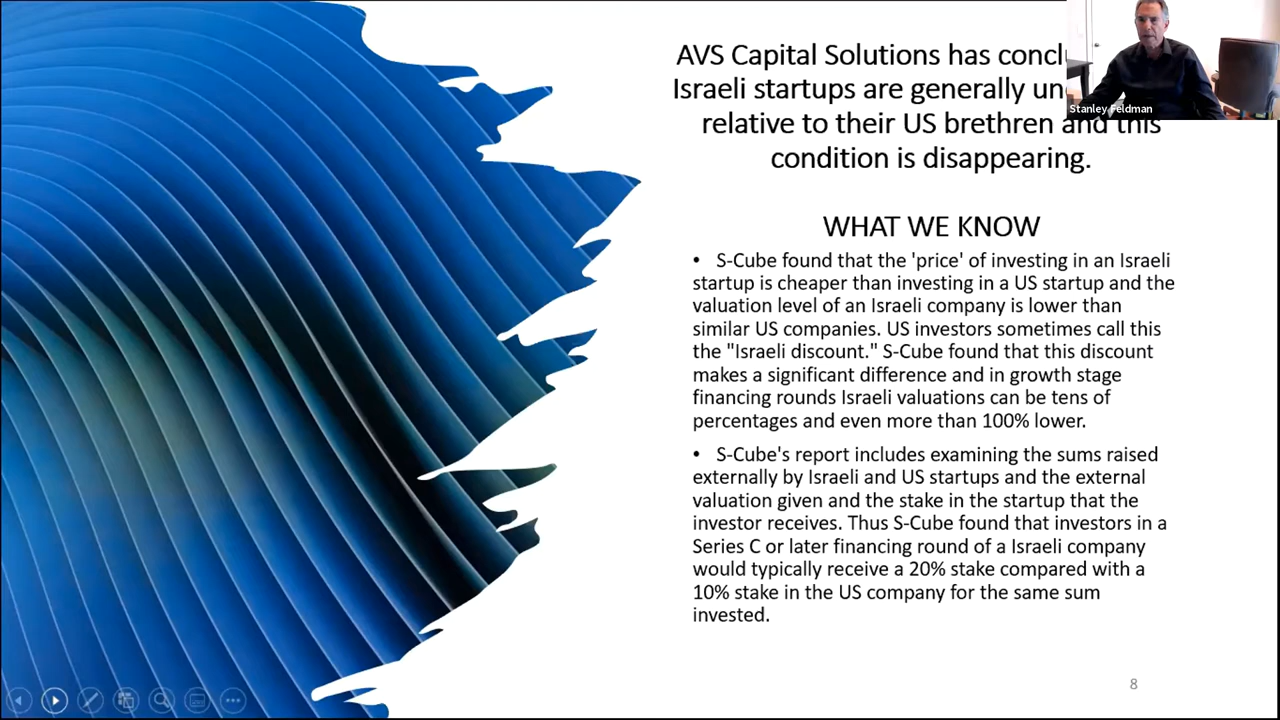 AVS Capital Solutions has
Israeli startups are generally
relative to their US brethren and this
condition is disappearing.
Stanley Feldman
WHAT WE KNOW
• S-Cube found that the 'price' of investing in an Israeli
startup is cheaper than investing in a US startup and the
valuation level of an Israeli company is lower than
similar US companies. US investors sometimes call this
the "Israeli discount." S-Cube found that this discount
makes a significant difference and in growth stage
financing rounds Israeli valuations can be tens of
percentages and even more than 100% lower.
• S-Cube's report includes examining the sums raised
externally by Israeli and US startups and the external
valuation given and the stake in the startup that the
investor receives. Thus S-Cube found that investors in a
Series C or later financing round of a Israeli company
would typically receive a 20% stake compared with a
10% stake in the US company for the same sum
invested.
8